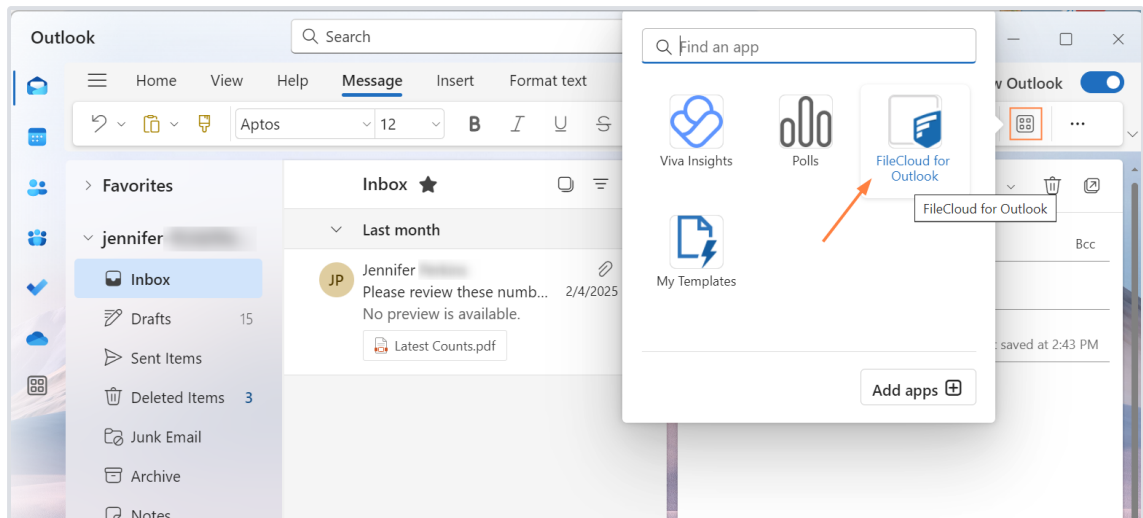 Outlook
Search
Find an app
Home View Help Message Insert Format text
Outlook
Aptos 12 B I U S
Viva Insights
Polls
FileCloud for
Outlook
FileCloud for Outlook
My Templates
Add apps
Favorites
jennifer
Inbox
Drafts 15
Sent Items
Deleted Items 3
Junk Email
Archive
Notes
Inbox
Last month
JP
Jennifer
Please review these numb... 2/4/2025
No preview is available.
Latest Counts.pdf
Bcc
saved at 2:43 PM